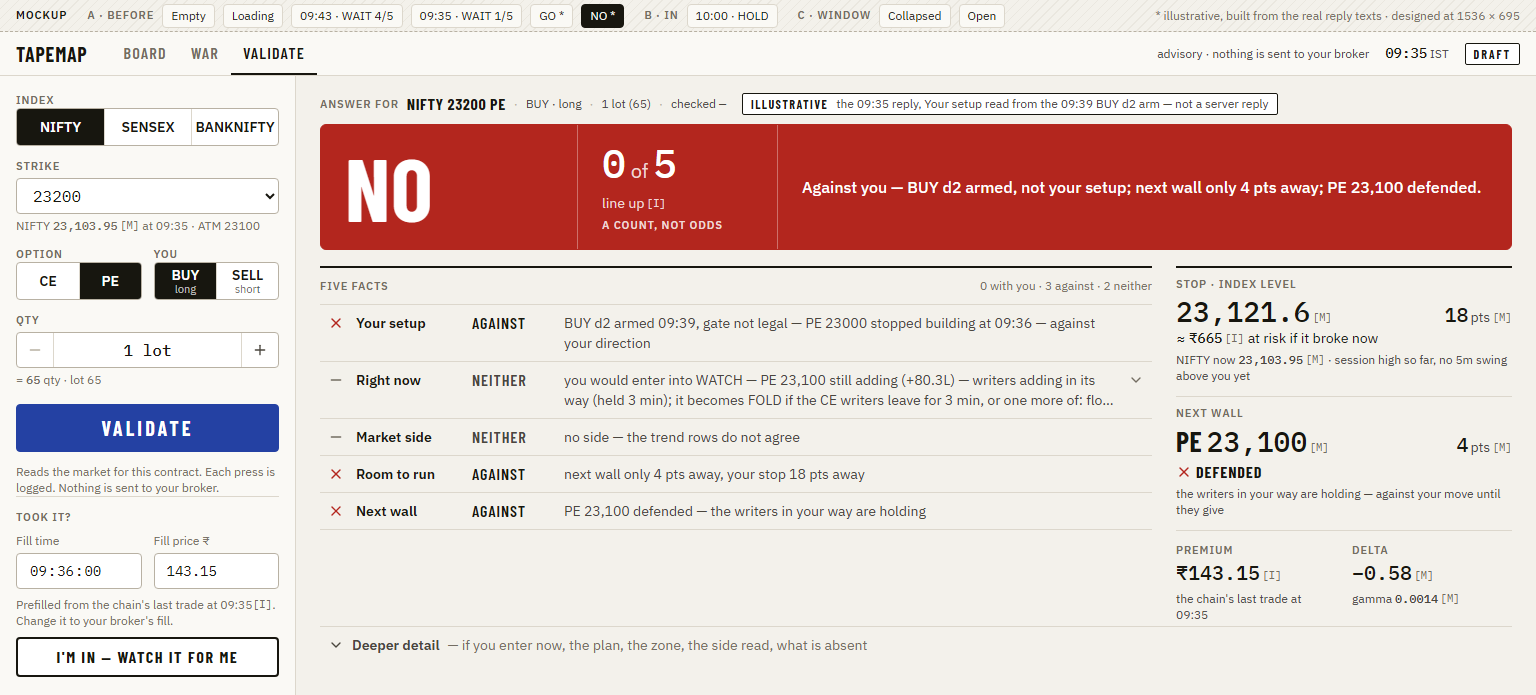 MOCKUP A · BEFORE Empty Loading 09:43 · WAIT 4/5 09:35 · WAIT 1/5 GO * NO * B · IN 10:00 · HOLD C · WINDOW Collapsed Open * illustrative, built from the real reply texts · designed at 1536 × 695
TAPEMAP BOARD WAR VALIDATE advisory · nothing is sent to your broker 09:35 IST DRAFT
INDEX
NIFTY SENSEX BANKNIFTY
STRIKE
23200
NIFTY 23,103.95 [M] at 09:35 · ATM 23100
OPTION YOU
CE PE BUY long SELL short
QTY
− 1 lot +
= 65 qty · lot 65
VALIDATE
Reads the market for this contract. Each press is
logged. Nothing is sent to your broker.
TOOK IT?
Fill time Fill price ₹
09:36:00 143.15
Prefilled from the chain's last trade at 09:35[I].
Change it to your broker's fill.
I'M IN — WATCH IT FOR ME
ANSWER FOR NIFTY 23200 PE · BUY · long · 1 lot (65) · checked — ILLUSTRATIVE the 09:35 reply, Your setup read from the 09:39 BUY d2 arm — not a server reply
NO
0 of 5
line up [I]
A COUNT, NOT ODDS
Against you — BUY d2 armed, not your setup; next wall only 4 pts away; PE 23,100 defended.
FIVE FACTS 0 with you · 3 against · 2 neither
Your setup AGAINST BUY d2 armed 09:39, gate not legal — PE 23000 stopped building at 09:36 — against
your direction
Right now NEITHER you would enter into WATCH — PE 23,100 still adding (+80.3L) — writers adding in its
way (held 3 min); it becomes FOLD if the CE writers leave for 3 min, or one more of: flo…
Market side NEITHER no side — the trend rows do not agree
Room to run AGAINST next wall only 4 pts away, your stop 18 pts away
Next wall AGAINST PE 23,100 defended — the writers in your way are holding
STOP · INDEX LEVEL
23,121.6 [M] 18 pts [M]
≈ ₹665 [I] at risk if it broke now
NIFTY now 23,103.95 [M] · session high so far, no 5m swing
above you yet
NEXT WALL
PE 23,100 [M] 4 pts [M]
✕ DEFENDED
the writers in your way are holding — against your move until
they give
PREMIUM DELTA
₹143.15 [I] −0.58 [M]
the chain's last trade at
09:35
gamma 0.0014 [M]
Deeper detail — if you enter now, the plan, the zone, the side read, what is absent